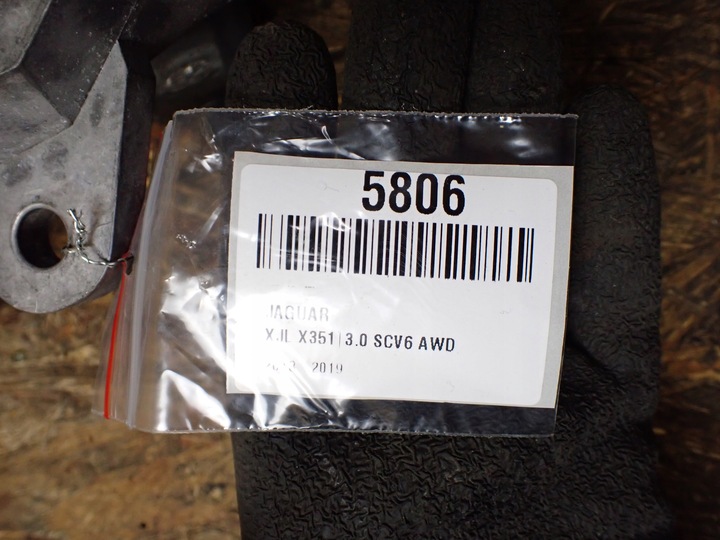 5806
JAGUAR
XJL X351 | 3.0 SCV6 AWD
2019